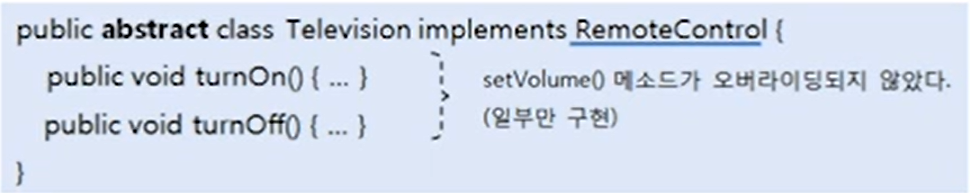 public abstract class Television implements RemoteControl {
public void turnOn() { ... }
setVolume() 메소드가 오버라이딩되지 않았다.
public void turnOff() { ... }
(일부만 구현)
}